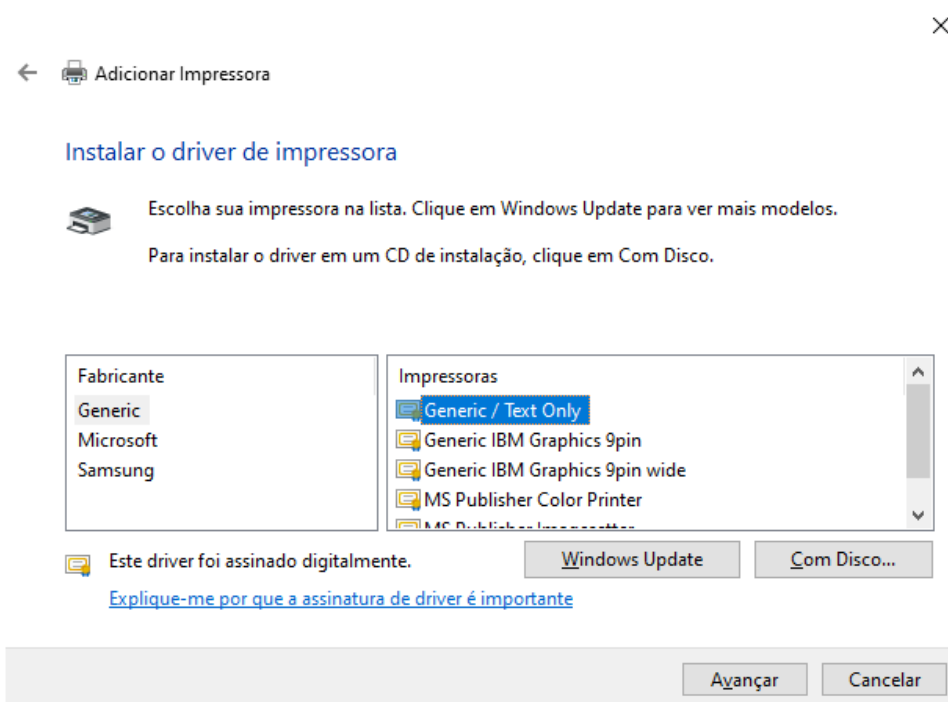 Adicionar Impressora
Instalar o driver de impressora
Escolha sua impressora na lista. Clique em Windows Update para ver mais modelos.
Para instalar o driver em um CD de instalação, clique em Com Disco.
Fabricante
Generic
Microsoft
Samsung
Impressoras
Generic / Text Only
Generic IBM Graphics 9pin
Generic IBM Graphics 9pin wide
MS Publisher Color Printer
MS Publisher Imagesetter
Este driver foi assinado digitalmente.
Windows Update
Com Disco...
Explique-me por que a assinatura de driver é importante
Avançar
Cancelar